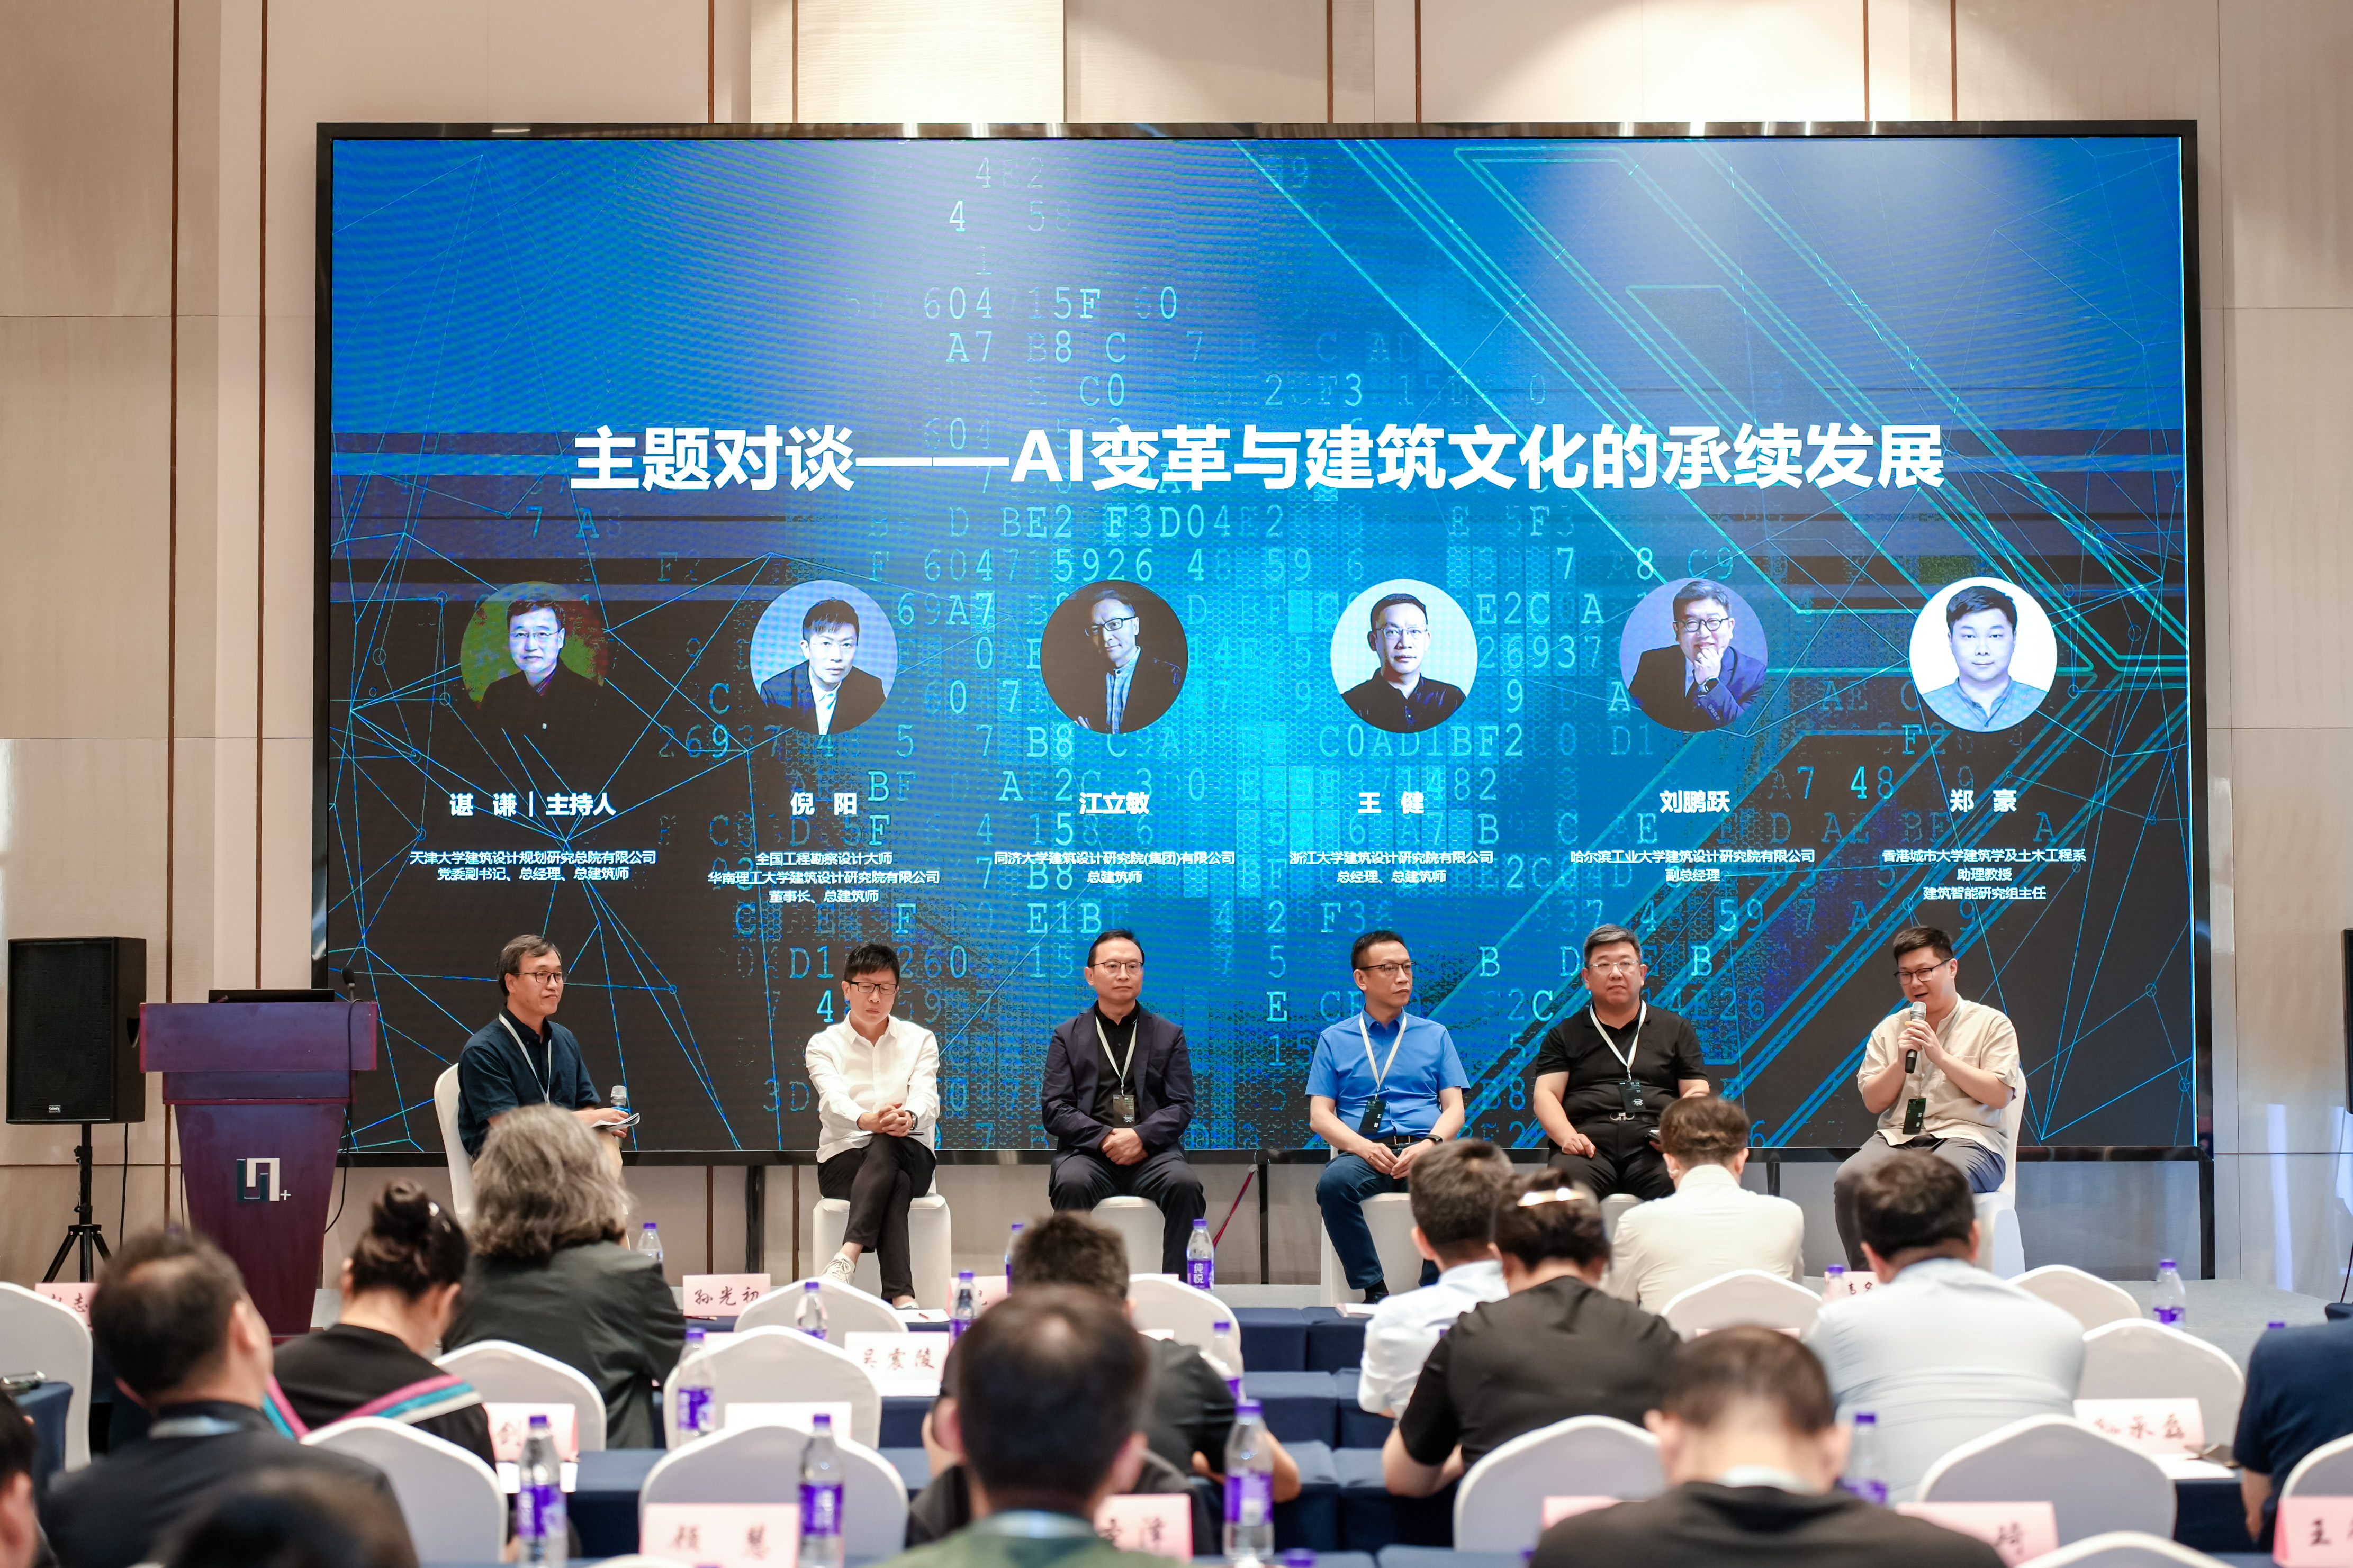 主题对谈——AI变革与建筑文化的承续发展
谌 谦｜主持人
天津大学建筑设计规划研究总院有限公司
党委副书记、总经理、总建筑师
倪 阳
全国工程勘察设计大师
华南理工大学建筑设计研究院有限公司
董事长、总建筑师
江立敏
同济大学建筑设计研究院(集团)有限公司
总建筑师
王 健
浙江大学建筑设计研究院有限公司
总经理、总建筑师
刘鹏跃
哈尔滨工业大学建筑设计研究院有限公司
副总经理
郑 豪
香港城市大学建筑学及土木工程系
助理教授
建筑智能研究组主任
孙光初
吴震陵
顾 慧
纯悦